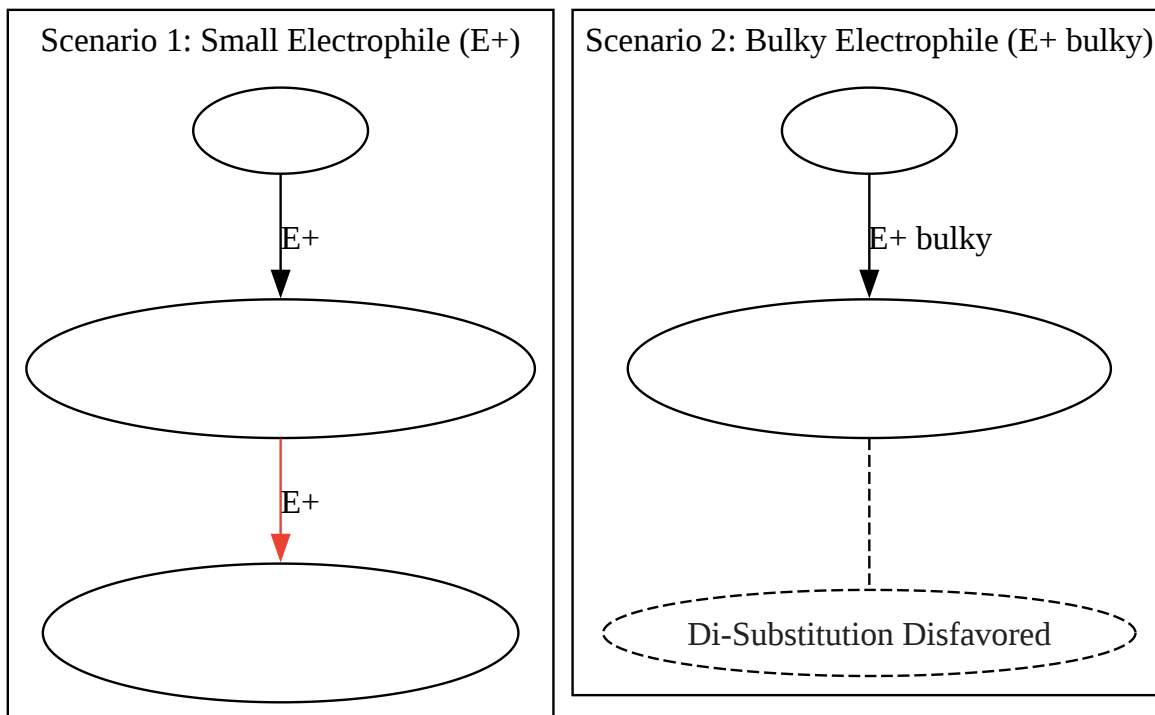 Scenario 1: Small Electrophile (E+)
E+
E+
Scenario 2: Bulky Electrophile (E+ bulky)
E+ bulky
Di-Substitution Disfavored